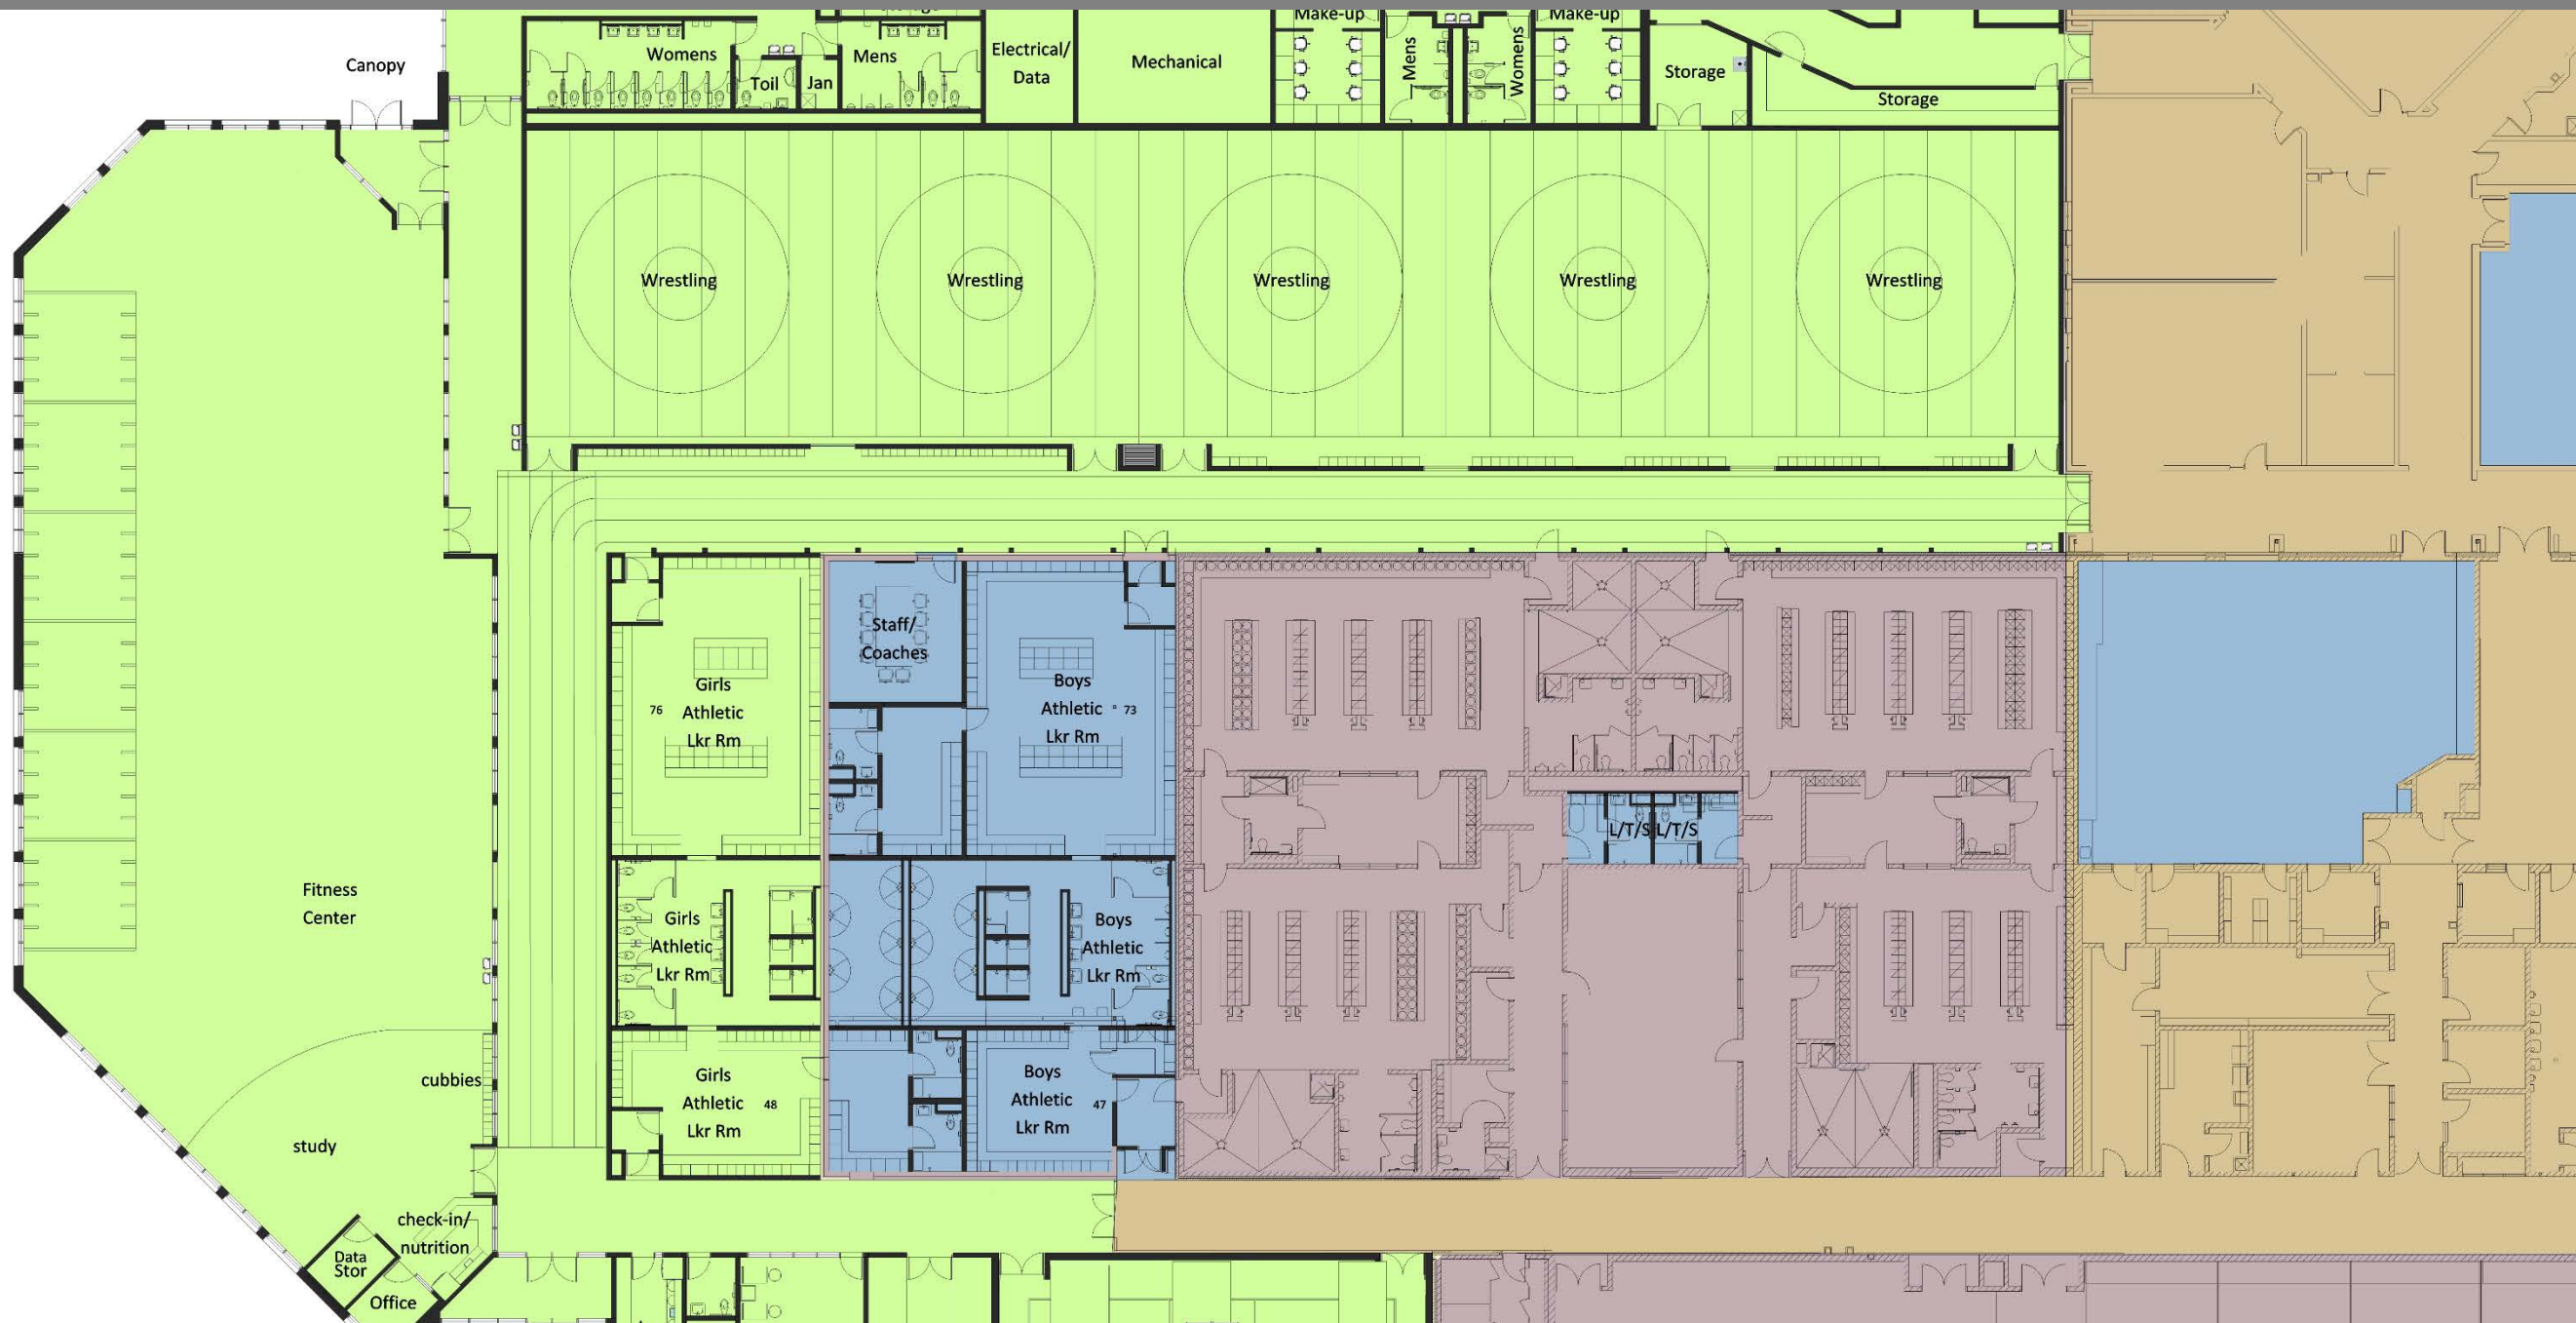 Make-up
Make-up
Canopy
Womens
Toil
Jan
Mens
Electrical/
Data
Mechanical
Mens
Womens
Storage
Storage
Wrestling
Wrestling
Wrestling
Wrestling
Wrestling
Staff/
Coaches
Girls
Athletic
Lkr Rm
76
Boys
Athletic
Lkr Rm
73
L/T/S
L/T/S
Fitness
Center
Girls
Athletic
Lkr Rm
Boys
Athletic
Lkr Rm
cubbies
Girls
Athletic
Lkr Rm
48
Boys
Athletic
Lkr Rm
47
study
check-in/
nutrition
Data
Stor
Office